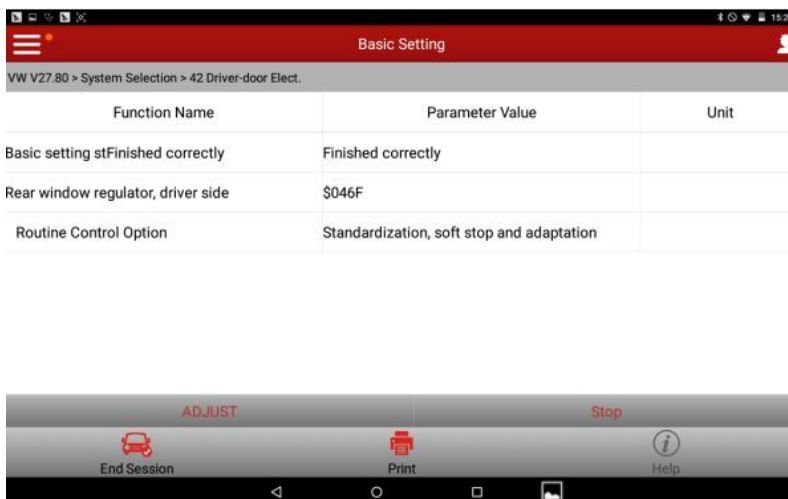 15:2
Basic Setting
VW V27.80 > System Selection > 42 Driver-door Elect.
Function Name Parameter Value Unit
Basic setting stFinished correctly Finished correctly
Rear window regulator, driver side $046F
Routine Control Option Standardization, soft stop and adaptation
ADJUST Stop
End Session Print Help